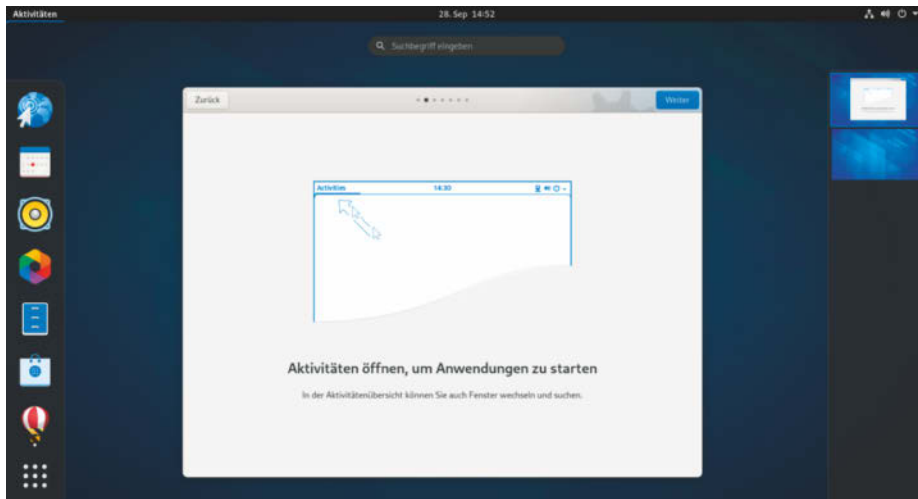 Aktivitäten
28. Sep 14:52
Suchbegriff eingeben
Zurück
Weiter
Activities
14:30
Aktivitäten öffnen, um Anwendungen zu starten
In der Aktivitätenübersicht können Sie auch Fenster wechseln und suchen.